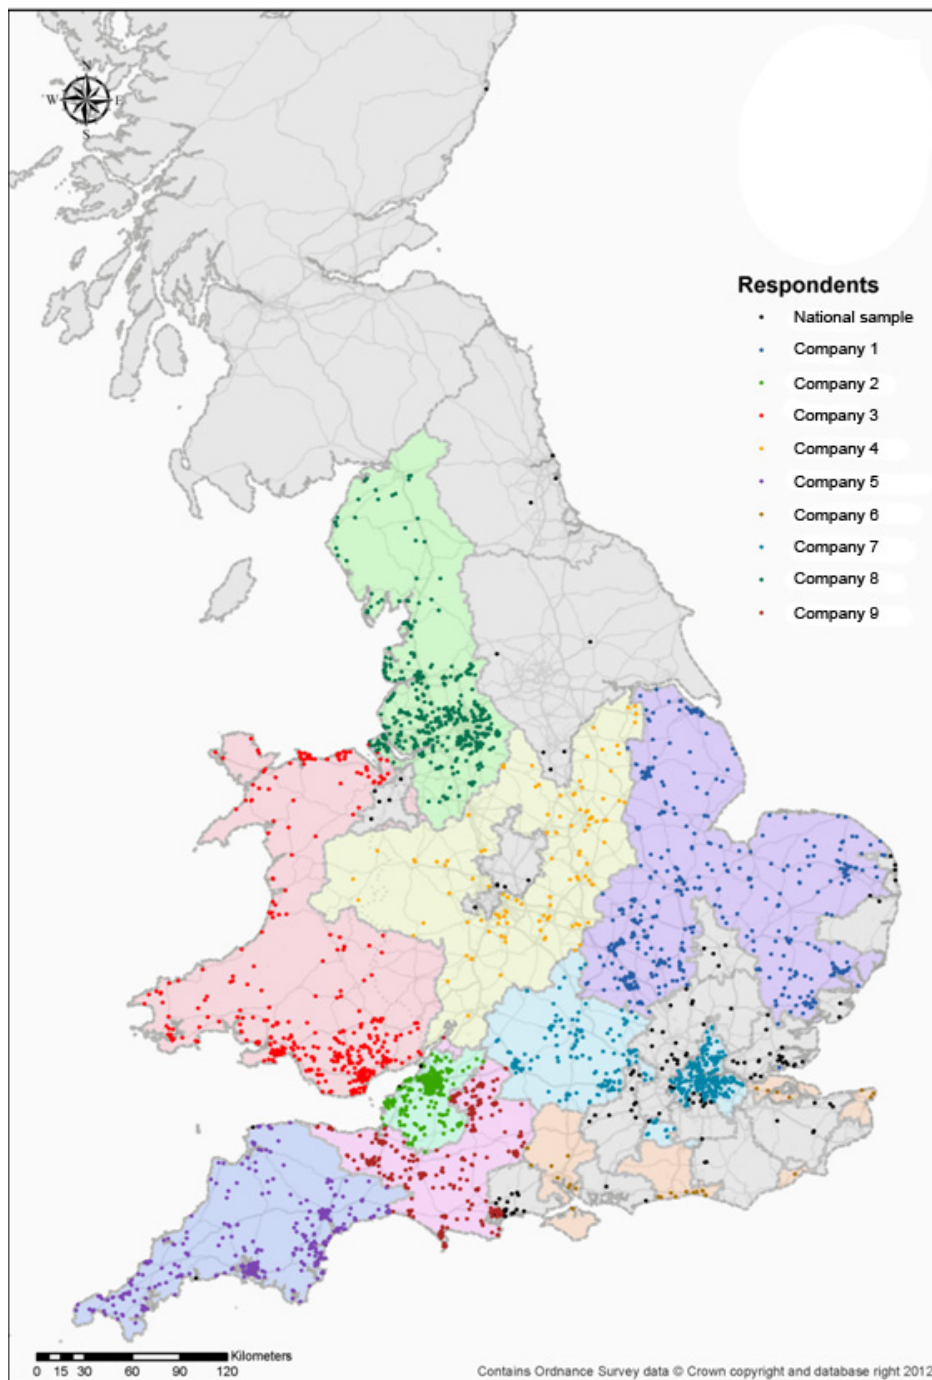 N
W
E
S
Respondents
National sample
Company 1
Company 2
Company 3
Company 4
Company 5
Company 6
Company 7
Company 8
Company 9
Kilometers
0 15 30 60 90 120
Contains Ordnance Survey data © Crown copyright and database right 2012